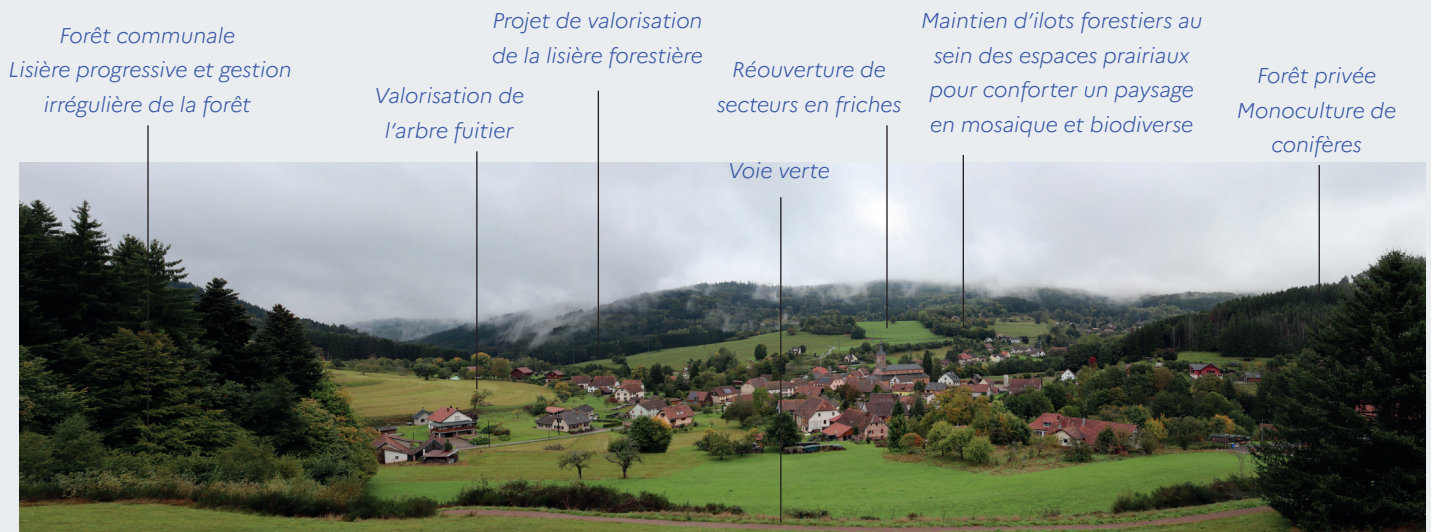 Forêt communale
Lisière progressive et gestion
irrégulière de la forêt
Valorisation de
l'arbre fuitier
Projet de valorisation
de la lisière forestière
Réouverture de
secteurs en friches
Voie verte
Maintien d'ilots forestiers au
sein des espaces prairiaux
pour conforter un paysage
en mosaique et biodiverse
Forêt privée
Monoculture de
conifères